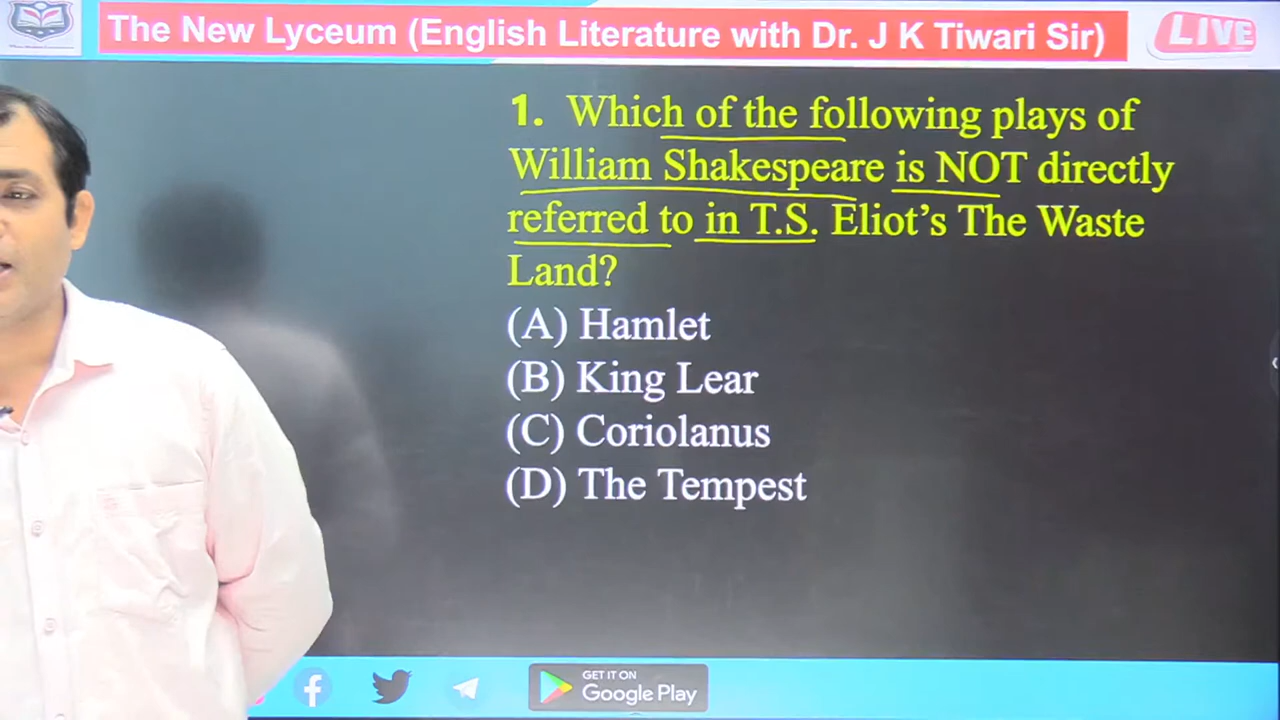 The New Lyceum (English Literature with Dr. J K Tiwari Sir)
LIVE
1. Which of the following plays of
William Shakespeare is NOT directly
referred to in T.S. Eliot’s The Waste
Land?
(A) Hamlet
(B) King Lear
(C) Coriolanus
(D) The Tempest
GET IT ON
Google Play